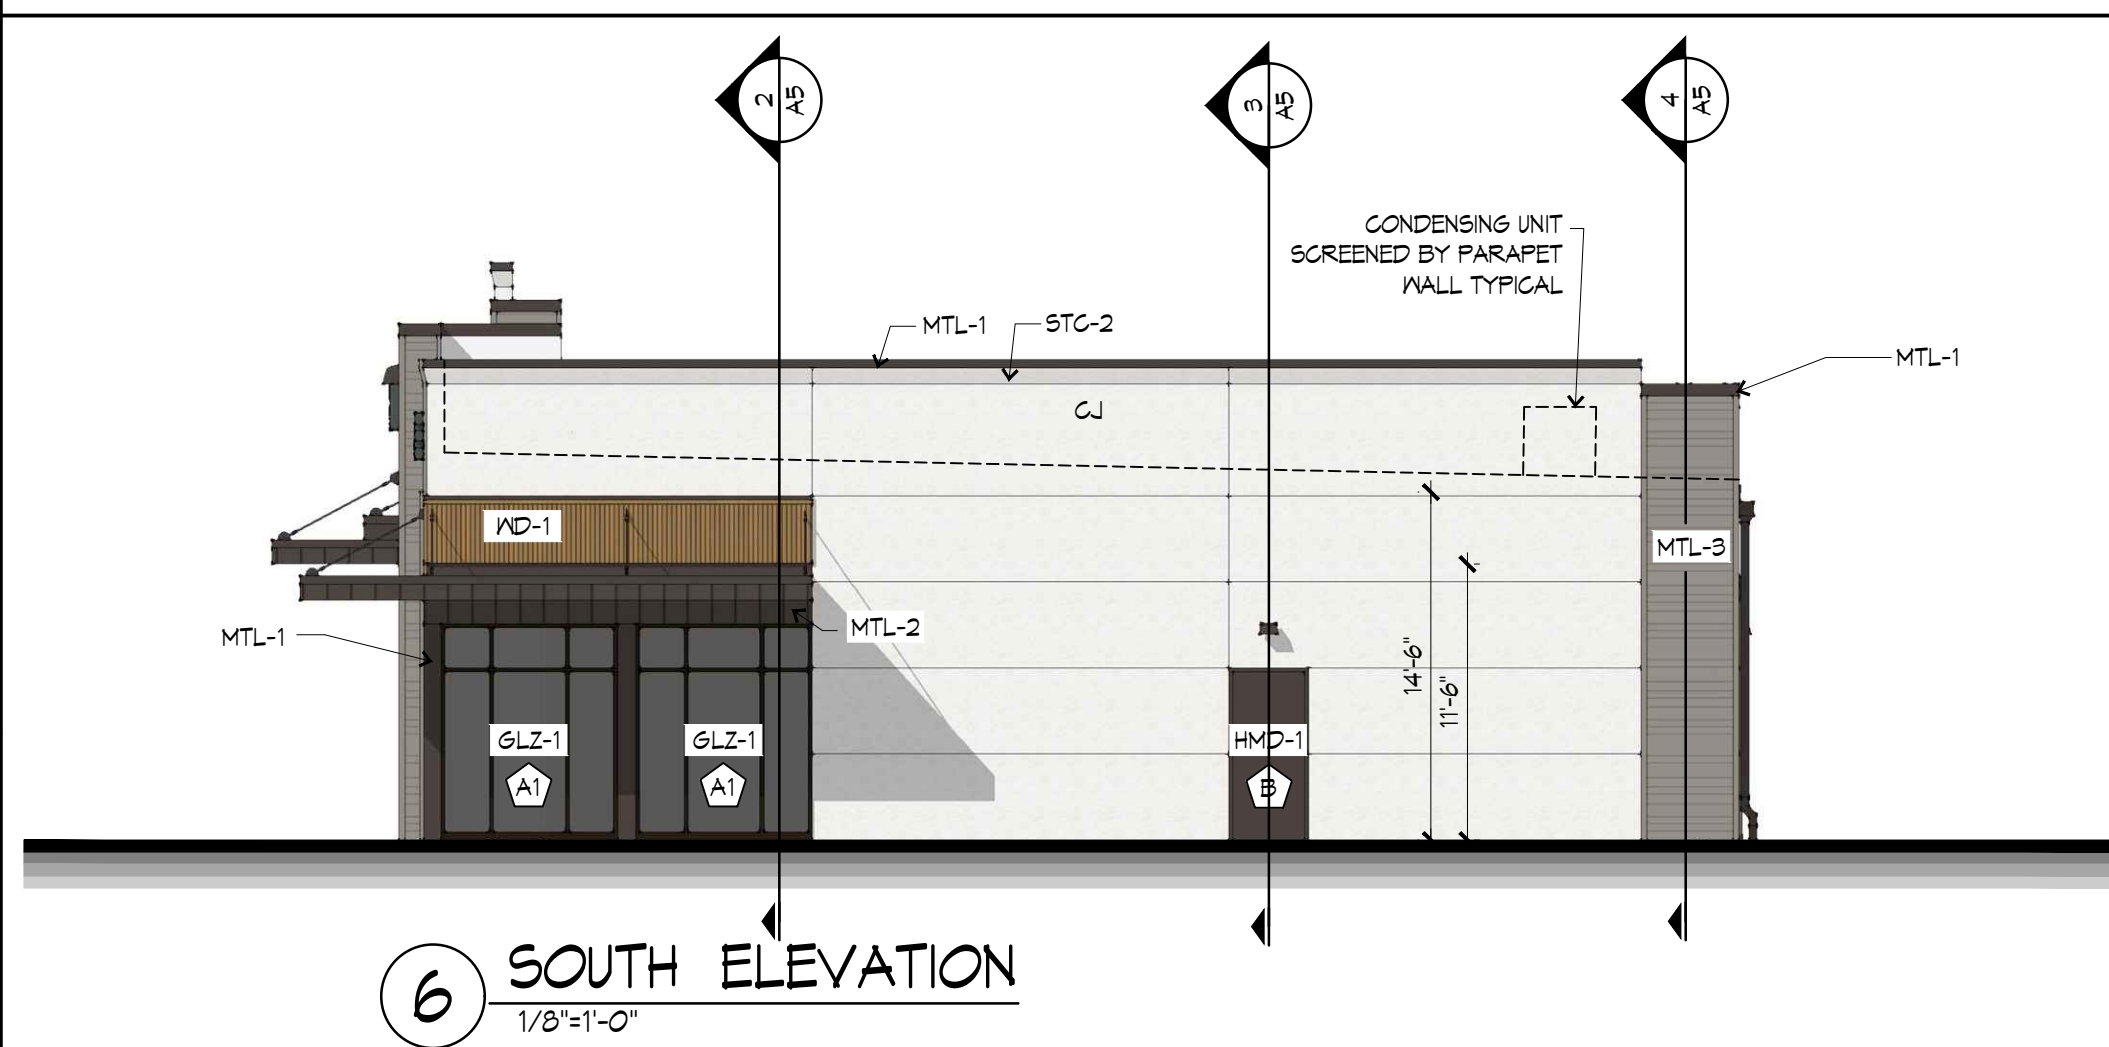 2
A5
3
A5
4
A5
CONDENSING UNIT
SCREENED BY PARAPET
WALL TYPICAL
MTL-1
STC-2
MTL-1
CJ
WD-1
MTL-3
MTL-1
MTL-2
14'-6"
11'-6"
GLZ-1
GLZ-1
HMD-1
A1
A1
B
6
SOUTH ELEVATION
1/8"=1'-0"